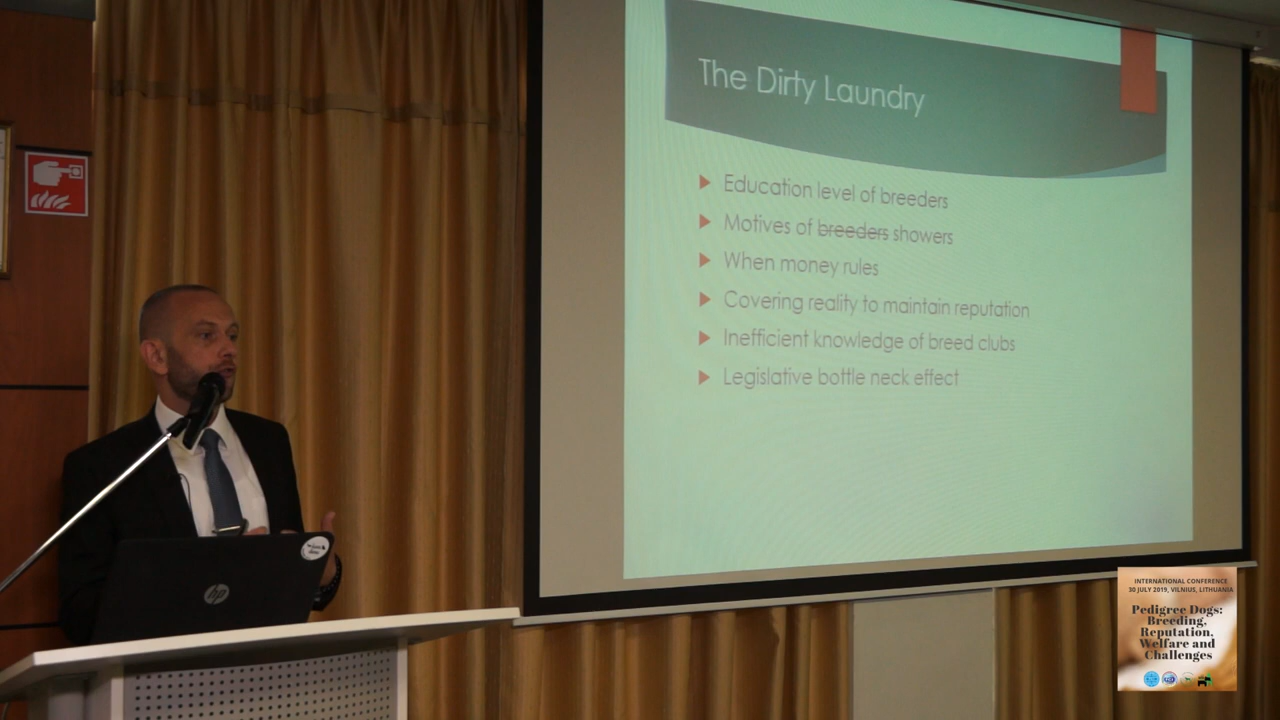 The Dirty Laundry
Education level of breeders
Motives of breeders showers
When money rules
Covering reality to maintain reputation
Inefficient knowledge of breed clubs
Legislative bottle neck effect
hp
INTERNATIONAL CONFERENCE
30 JULY 2019, VILNIUS, LITHUANIA
Pedigree Dogs:
Breeding,
Reputation,
Welfare and
Challenges